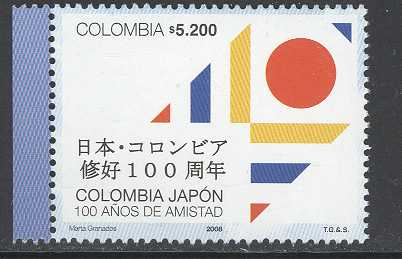 COLOMBIA $5.200
日本・コロンビア
修好100周年
COLOMBIA JAPÓN
100 AÑOS DE AMISTAD
Marta Granados 2008 T.G.&S.